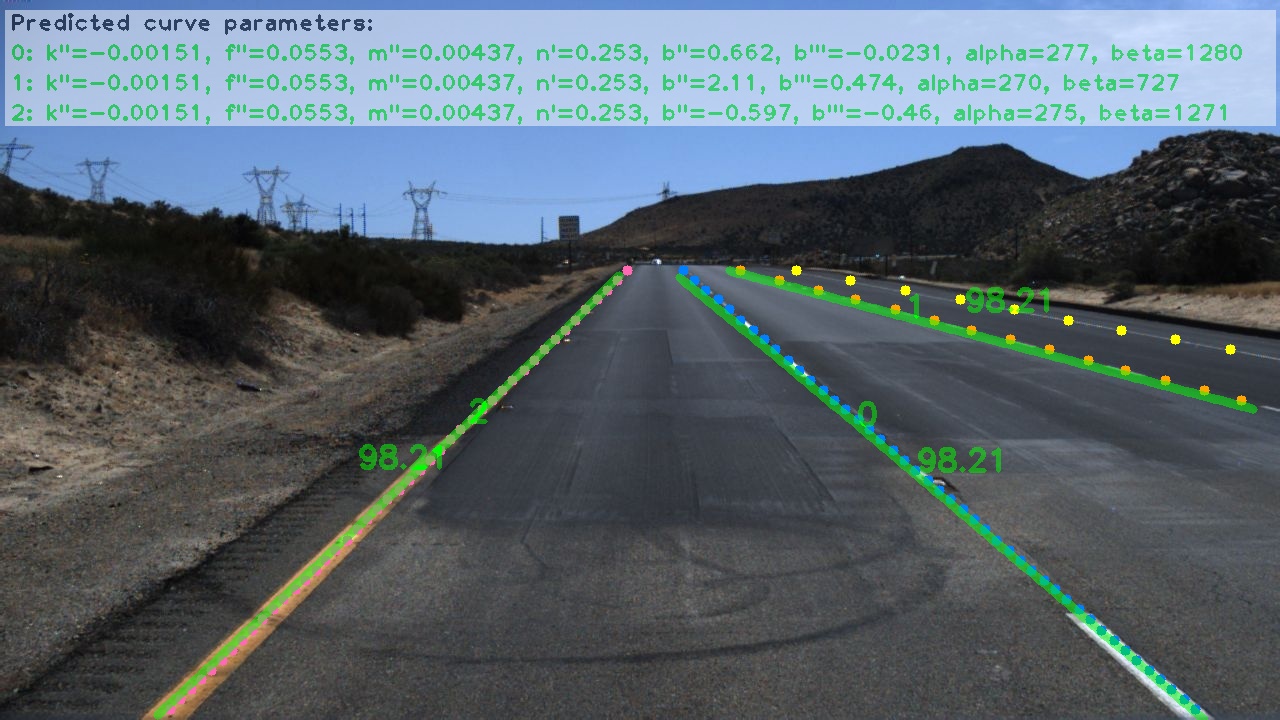 Predicted curve parameters:
0: k''=-0.00151, f''=0.0553, m''=0.00437, n'=0.253, b''=0.662, b'''=-0.0231, alpha=277, beta=1280
1: k''=-0.00151, f''=0.0553, m''=0.00437, n'=0.253, b''=2.11, b'''=0.474, alpha=270, beta=727
2: k''=-0.00151, f''=0.0553, m''=0.00437, n'=0.253, b''=-0.597, b'''=-0.46, alpha=275, beta=1271
1 98.21
2
0
98.21
98.21